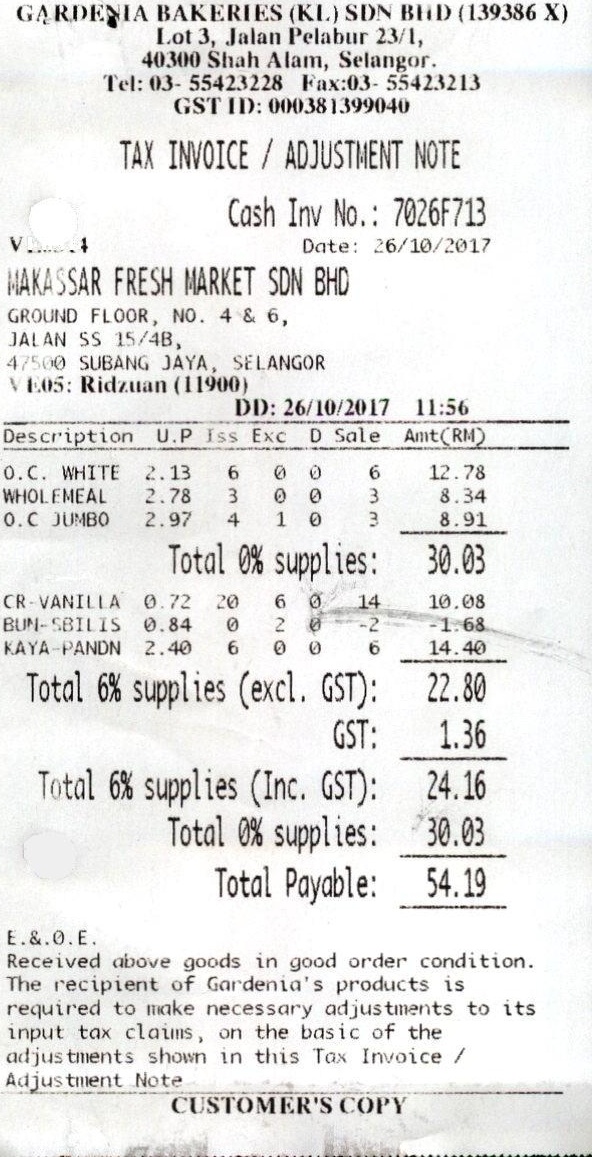 GARDENIA BAKERIES (KL) SDN BHD (139386 X)
Lot 3, Jalan Pelabur 23/1,
40300 Shah Alam, Selangor.
Tel: 03- 55423228 Fax:03- 55423213
GST ID: 000381399040
TAX INVOICE / ADJUSTMENT NOTE
Cash Inv No.: 7026F713
Date: 26/10/2017
MAKASSAR FRESH MARKET SDN BHD
GROUND FLOOR, NO. 4 & 6,
JALAN SS 15/4B,
47500 SUBANG JAYA, SELANGOR
VE05: Ridzuan (11900)
DD: 26/10/2017 11:56
Description U.P Iss Exc D Sale Amt(RM)
O.C. WHITE 2.13 6 0 0 6 12.78
WHOLEMEAL 2.78 3 0 0 3 8.34
O.C JUMBO 2.97 4 1 0 3 8.91
Total 0% supplies: 30.03
CR-VANILLA 0.72 20 6 0 14 10.08
BUN-SBILIS 0.84 0 2 0 -2 -1.68
KAYA-PANDN 2.40 6 0 0 6 14.40
Total 6% supplies (excl. GST): 22.80
GST: 1.36
Total 6% supplies (Inc. GST): 24.16
Total 0% supplies: 30.03
Total Payable: 54.19
E.&.O.E.
Received above goods in good order condition.
The recipient of Gardenia's products is
required to make necessary adjustments to its
input tax claims, on the basic of the
adjustments shown in this Tax Invoice /
Adjustment Note
CUSTOMER'S COPY